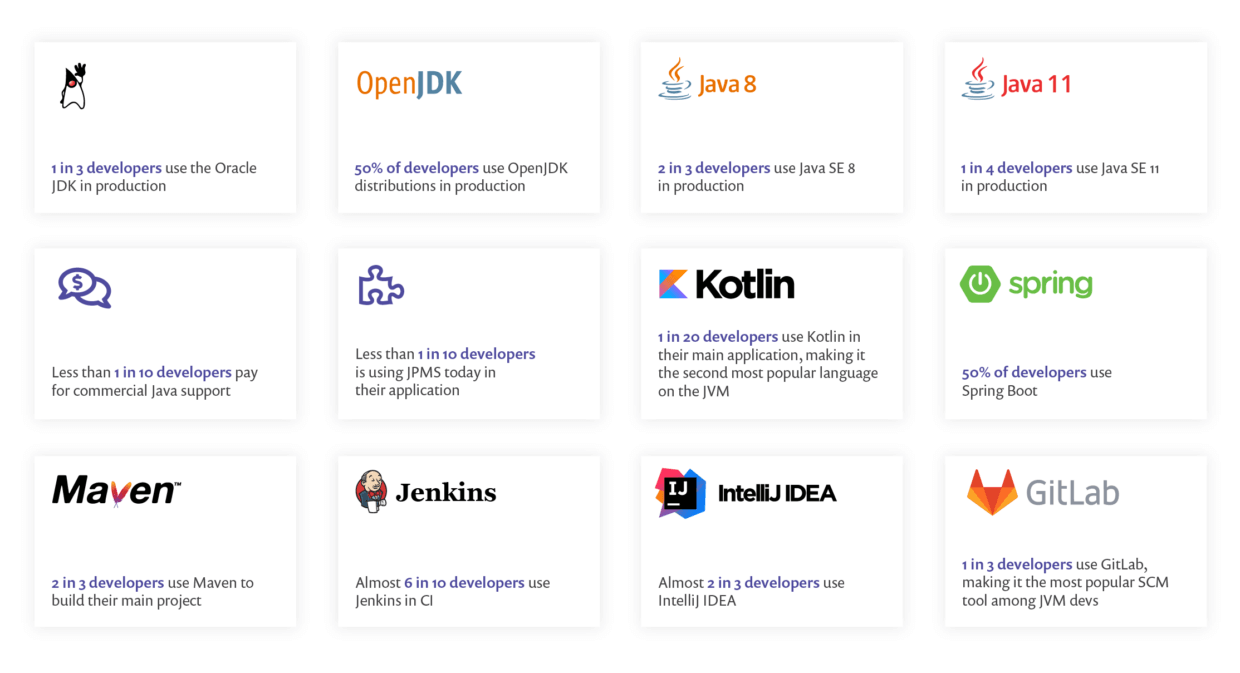 1 in 3 developers use the Oracle
JDK in production
OpenJDK
50% of developers use OpenJDK
distributions in production
Java 8
2 in 3 developers use Java SE 8
in production
Java 11
1 in 4 developers use Java SE 11
in production
$
Less than 1 in 10 developers pay
for commercial Java support
Less than 1 in 10 developers
is using JPMS today in
their application
Kotlin
1 in 20 developers use Kotlin in
their main application, making it
the second most popular language
on the JVM
spring
50% of developers use
Spring Boot
Maven™
2 in 3 developers use Maven to
build their main project
Jenkins
Almost 6 in 10 developers use
Jenkins in CI
IJ IntelliJ IDEA
Almost 2 in 3 developers use
IntelliJ IDEA
GitLab
1 in 3 developers use GitLab,
making it the most popular SCM
tool among JVM devs